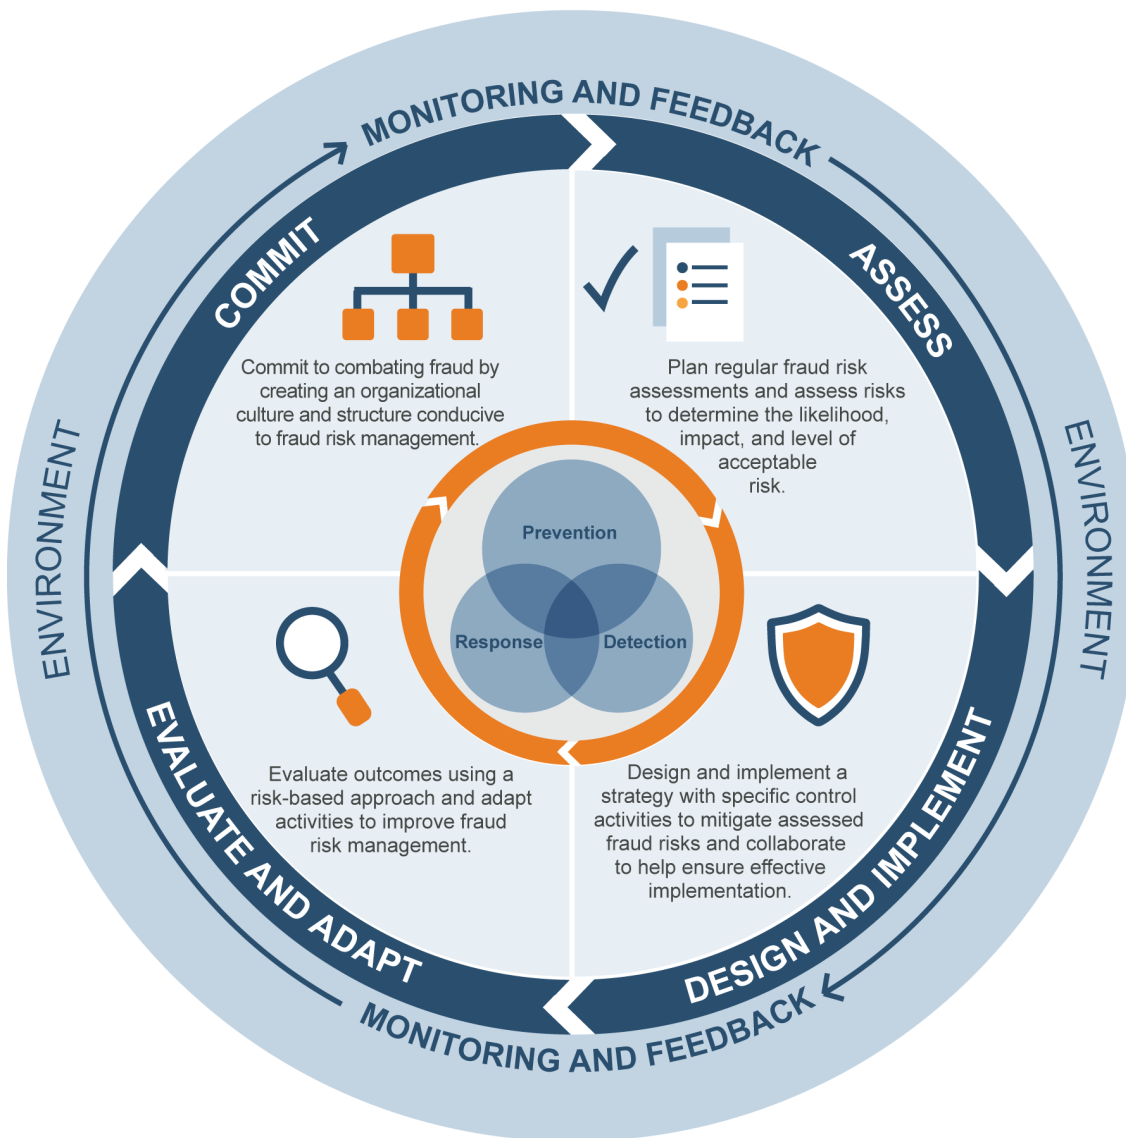 MONITORING AND FEEDBACK
COMMIT
ASSESS
Commit to combating fraud by
creating an organizational
culture and structure conducive
to fraud risk management.
Plan regular fraud risk
assessments and assess risks
to determine the likelihood,
impact, and level of
acceptable
risk.
ENVIRONMENT
ENVIRONMENT
Prevention
Response
Detection
Evaluate outcomes using a
risk-based approach and adapt
activities to improve fraud
risk management.
Design and implement a
strategy with specific control
activities to mitigate assessed
fraud risks and collaborate
to help ensure effective
implementation.
EVALUATE AND ADAPT
DESIGN AND IMPLEMENT
MONITORING AND FEEDBACK